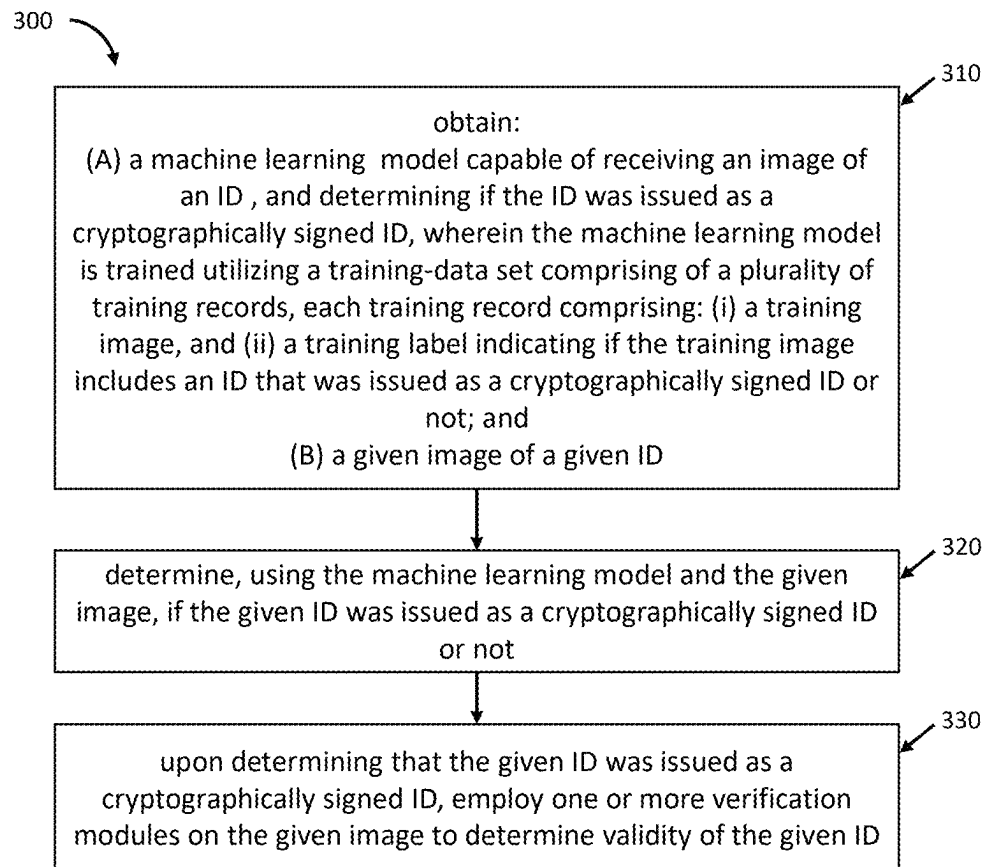 300
310
obtain:
(A) a machine learning model capable of receiving an image of
an ID , and determining if the ID was issued as a
cryptographically signed ID, wherein the machine learning model
is trained utilizing a training-data set comprising of a plurality of
training records, each training record comprising: (i) a training
image, and (ii) a training label indicating if the training image
includes an ID that was issued as a cryptographically signed ID or
not; and
(B) a given image of a given ID
320
determine, using the machine learning model and the given
image, if the given ID was issued as a cryptographically signed ID
or not
330
upon determining that the given ID was issued as a
cryptographically signed ID, employ one or more verification
modules on the given image to determine validity of the given ID